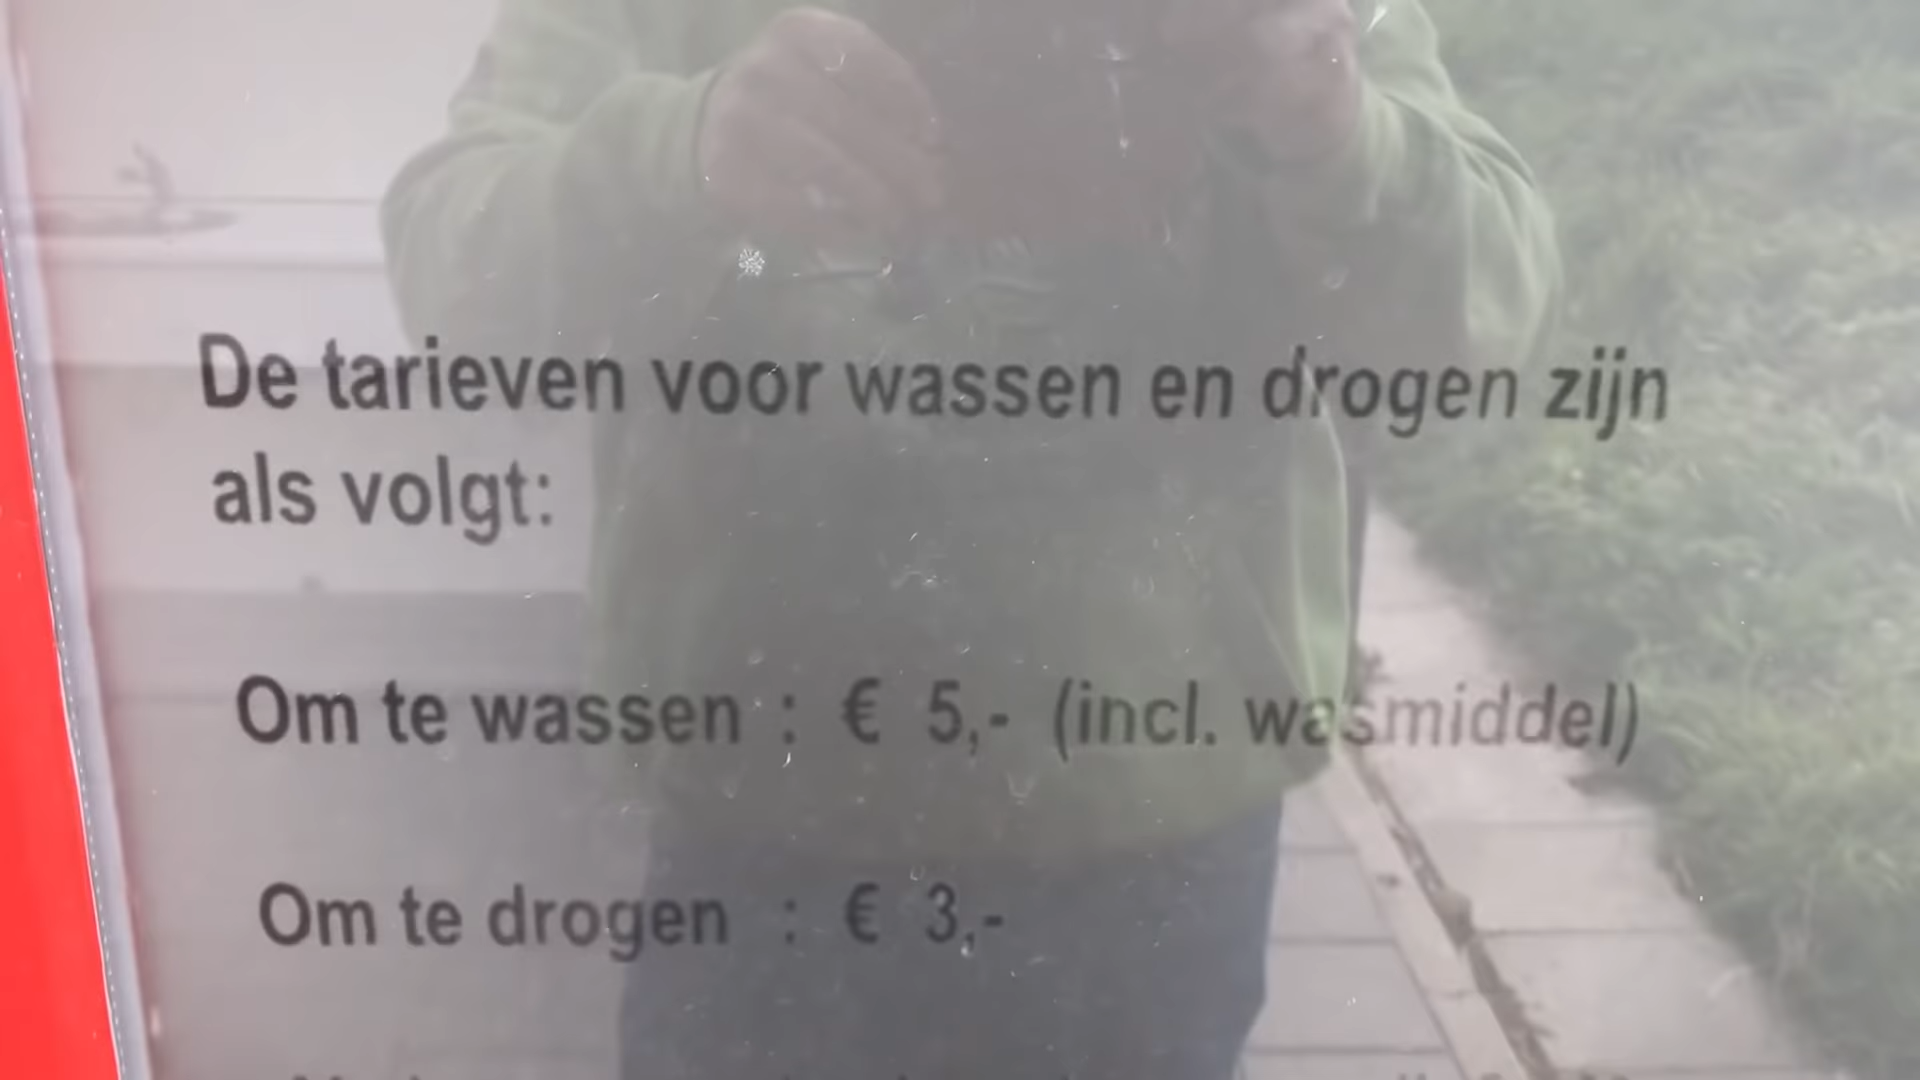 De tarieven voor wassen en drogen zijn
als volgt:
Om te wassen : € 5,- (incl. wasmiddel)
Om te drogen : € 3,-